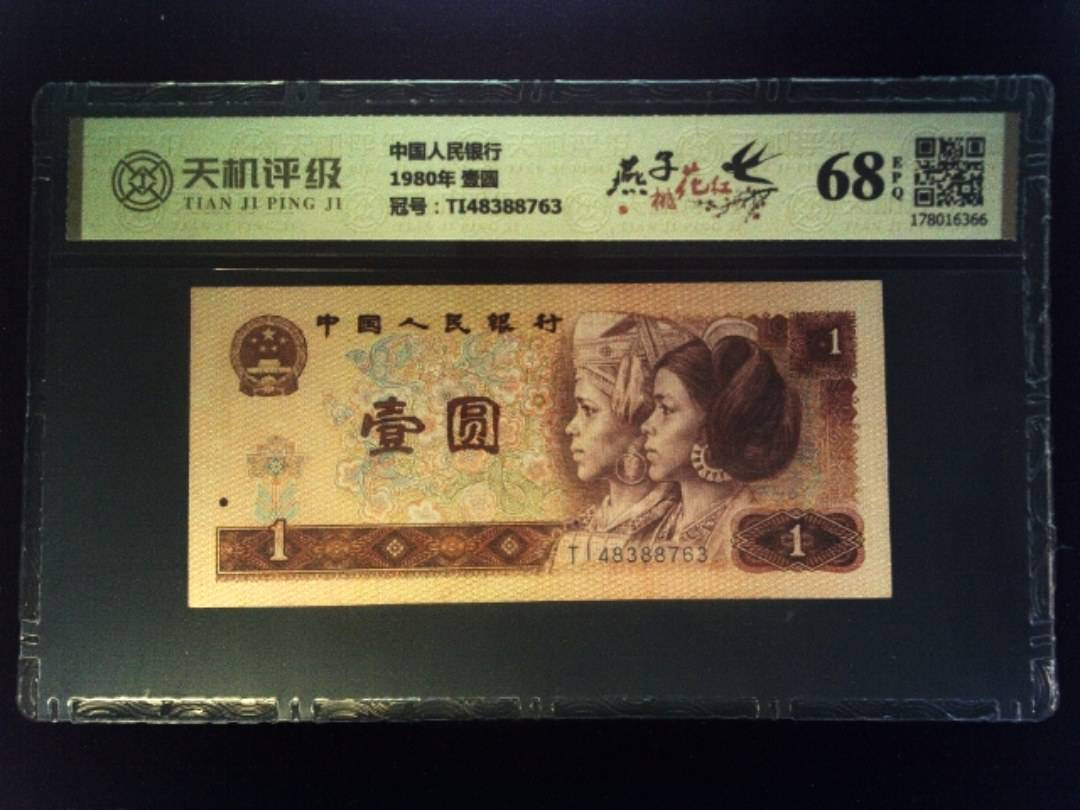 天机评级
TIAN JI PING JI
中国人民银行
1980年 壹圆
冠号：TI48388763
燕子
桃花红
68
EPQ
178016366
中国人民银行
壹圆
1
1
1
TI48388763